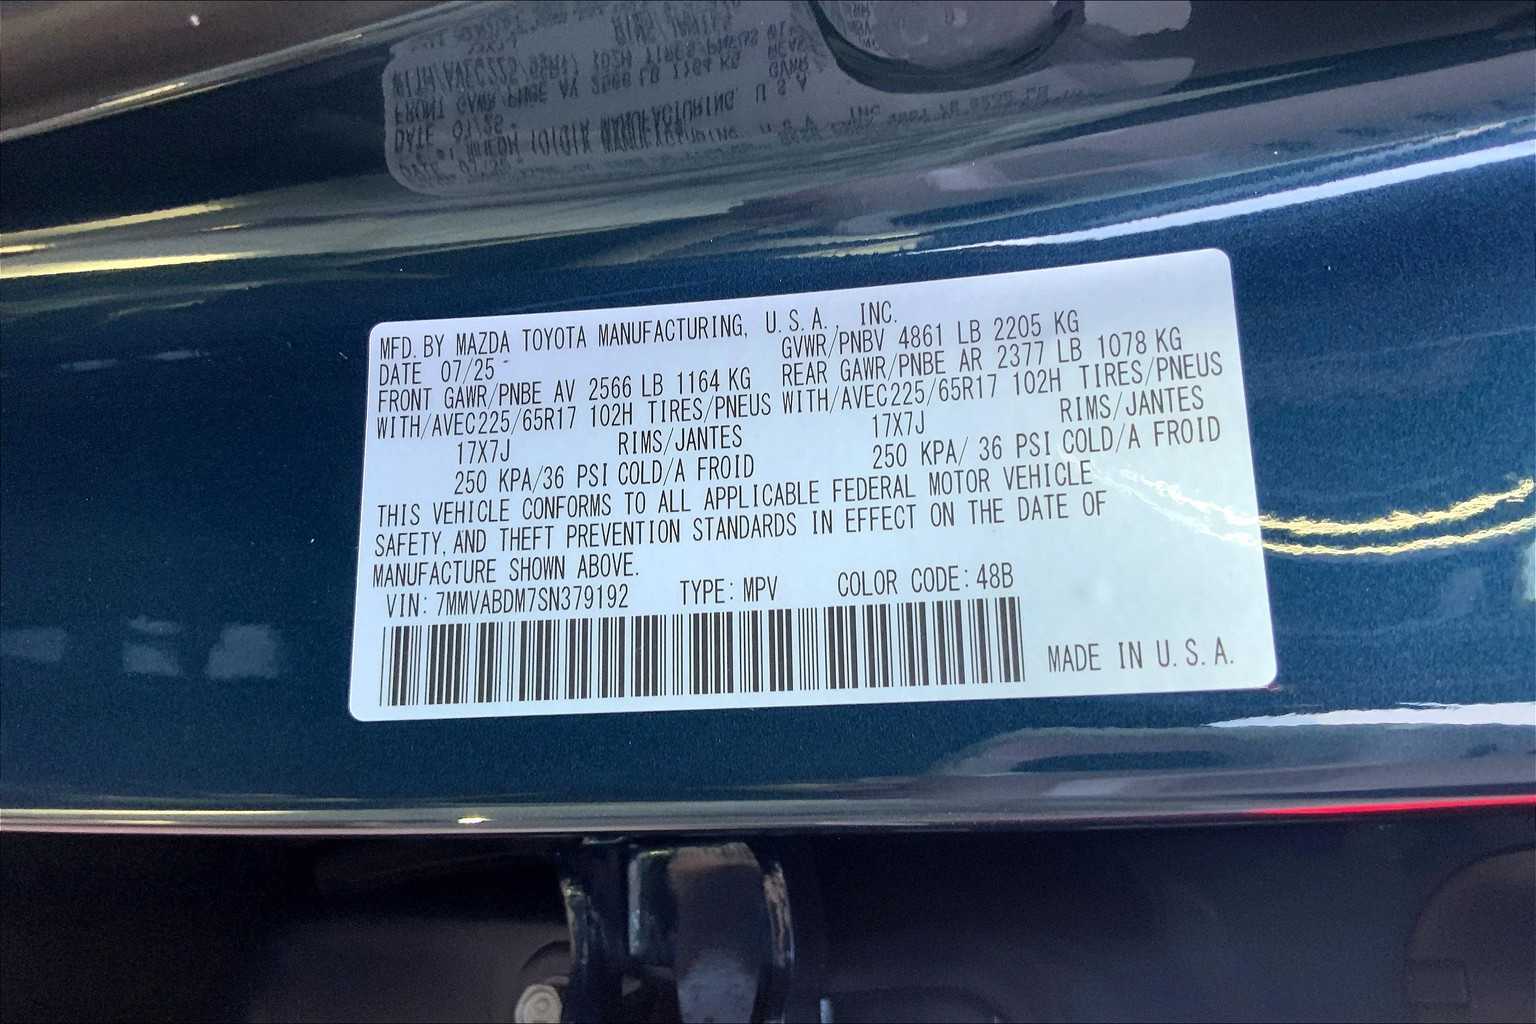 MFD. BY MAZDA TOYOTA MANUFACTURING, U.S.A., INC.
DATE 07/25 GVWR/PNBV 4861 LB 2205 KG
FRONT GAWR/PNBE AV 2566 LB 1164 KG REAR GAWR/PNBE AR 2377 LB 1078 KG
WITH/AVEC225/65R17 102H TIRES/PNEUS WITH/AVEC225/65R17 102H TIRES/PNEUS
17X7J RIMS/JANTES 17X7J RIMS/JANTES
250 KPA/36 PSI COLD/A FROID 250 KPA/ 36 PSI COLD/A FROID
THIS VEHICLE CONFORMS TO ALL APPLICABLE FEDERAL MOTOR VEHICLE
SAFETY, AND THEFT PREVENTION STANDARDS IN EFFECT ON THE DATE OF
MANUFACTURE SHOWN ABOVE.
VIN: 7MMVABDM7SN379192 TYPE: MPV COLOR CODE: 48B
MADE IN U.S.A.